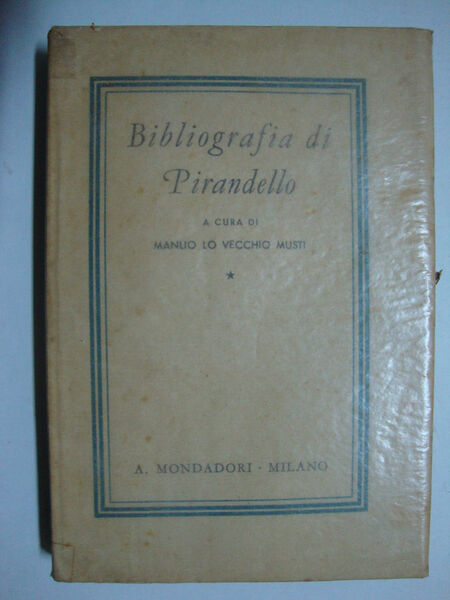 Bibliografia di
Pirandello
A CURA DI
MANLIO LO VECCHIO MUSTI
★
A. MONDADORI · MILANO